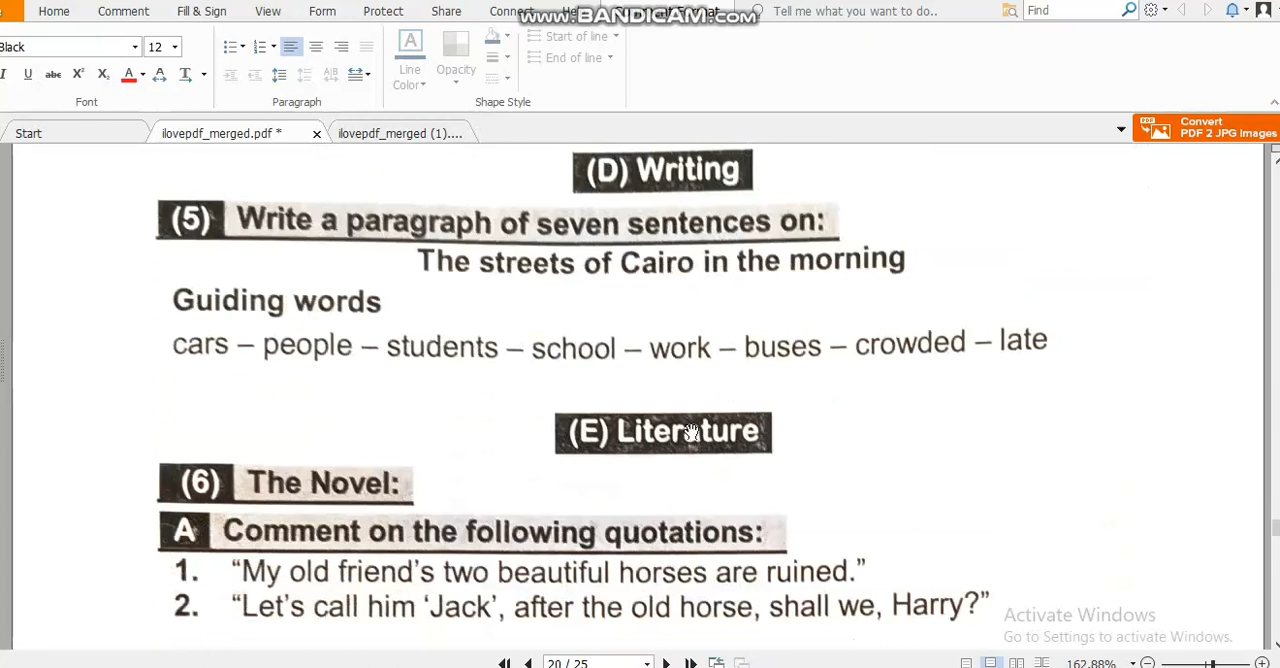 Home Comment Fill & Sign View Form Protect Share Connect Tell me what you want to do.. Find
www.BANDICAM.com
Black 12 Start of line
Line Color Opacity End of line
Font Paragraph Shape Style
Start ilovepdf_merged.pdf * ilovepdf_merged (1).... Convert PDF 2 JPG Images
(D) Writing
(5) Write a paragraph of seven sentences on:
The streets of Cairo in the morning
Guiding words
cars – people – students – school – work – buses – crowded – late
(E) Literature
(6) The Novel:
A Comment on the following quotations:
1. "My old friend's two beautiful horses are ruined."
2. "Let's call him 'Jack', after the old horse, shall we, Harry?"
Activate Windows
Go to Settings to activate Windows.
20 / 25 162.88%